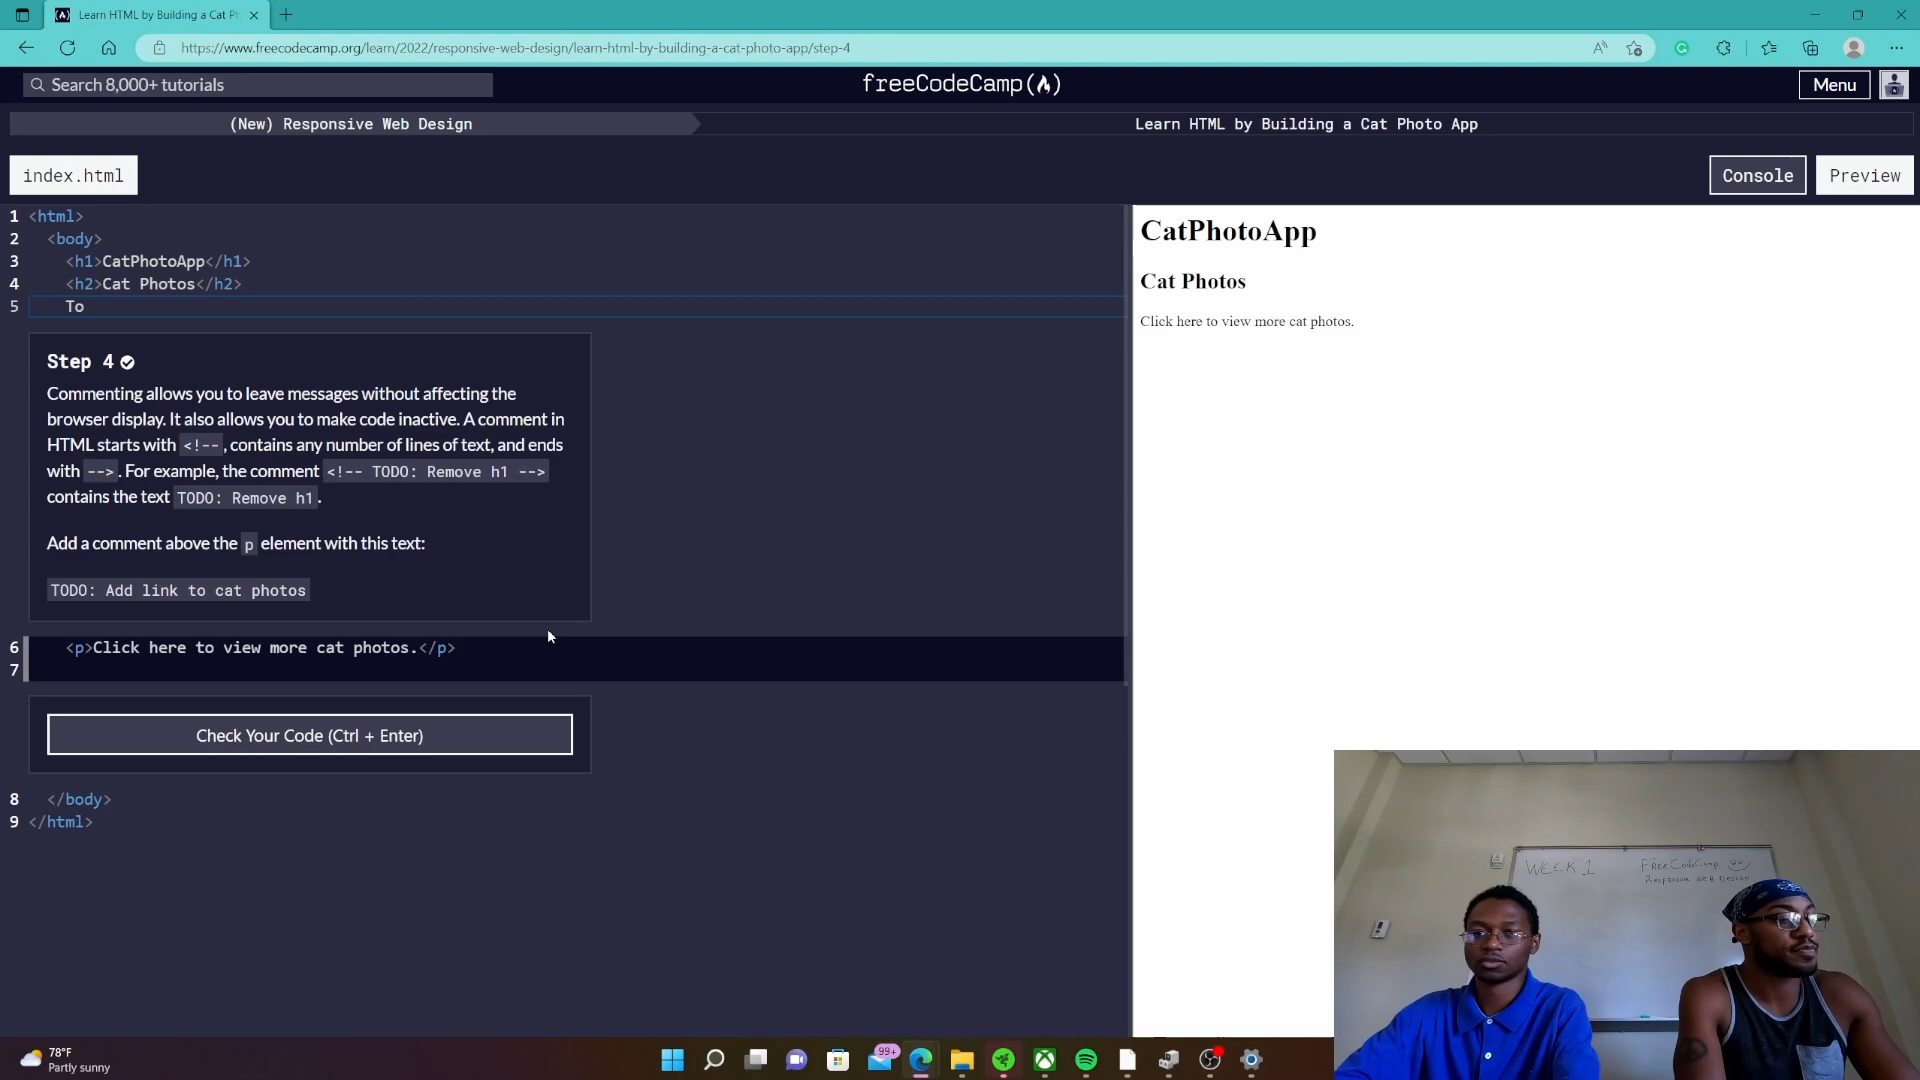 Learn HTML by Building a Cat Ph
https://www.freecodecamp.org/learn/2022/responsive-web-design/learn-html-by-building-a-cat-photo-app/step-4
Search 8,000+ tutorials
freeCodeCamp
Menu
(New) Responsive Web Design
Learn HTML by Building a Cat Photo App
index.html
Console
Preview
1 <html>
2 <body>
3 <h1>CatPhotoApp</h1>
4 <h2>Cat Photos</h2>
5 To
Step 4
Commenting allows you to leave messages without affecting the
browser display. It also allows you to make code inactive. A comment in
HTML starts with <!--, contains any number of lines of text, and ends
with -->. For example, the comment <!-- TODO: Remove h1 -->
contains the text TODO: Remove h1.
Add a comment above the p element with this text:
TODO: Add link to cat photos
6 <p>Click here to view more cat photos.</p>
7
Check Your Code (Ctrl + Enter)
8 </body>
9 </html>
CatPhotoApp
Cat Photos
Click here to view more cat photos.
WEEK 1
FreeCodeCamp
Responsive Web Design
78°F
Partly sunny
99+